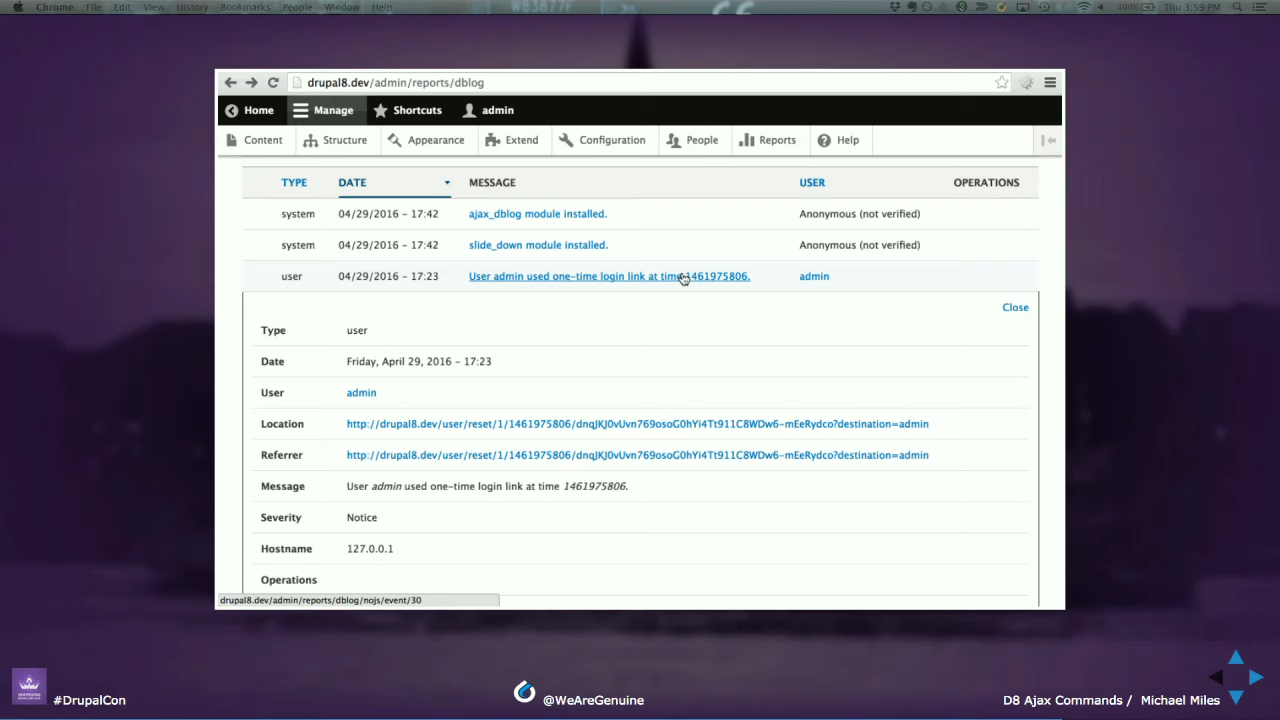 Chrome File Edit View History Bookmarks People Window Help 100% Thu 3:59 PM
drupal8.dev/admin/reports/dblog
Home Manage Shortcuts admin
Content Structure Appearance Extend Configuration People Reports Help
TYPE DATE MESSAGE USER OPERATIONS
system 04/29/2016 – 17:42 ajax_dblog module installed. Anonymous (not verified)
system 04/29/2016 – 17:42 slide_down module installed. Anonymous (not verified)
user 04/29/2016 – 17:23 User admin used one-time login link at time 1461975806. admin
Close
Type user
Date Friday, April 29, 2016 – 17:23
User admin
Location http://drupal8.dev/user/reset/1/1461975806/dnqJKJ0vUvn769osoG0hYi4Tt911C8WDw6-mEeRydco?destination=admin
Referrer http://drupal8.dev/user/reset/1/1461975806/dnqJKJ0vUvn769osoG0hYi4Tt911C8WDw6-mEeRydco?destination=admin
Message User admin used one-time login link at time 1461975806.
Severity Notice
Hostname 127.0.0.1
Operations
drupal8.dev/admin/reports/dblog/nojs/event/30
#DrupalCon @WeAreGenuine D8 Ajax Commands / Michael Miles